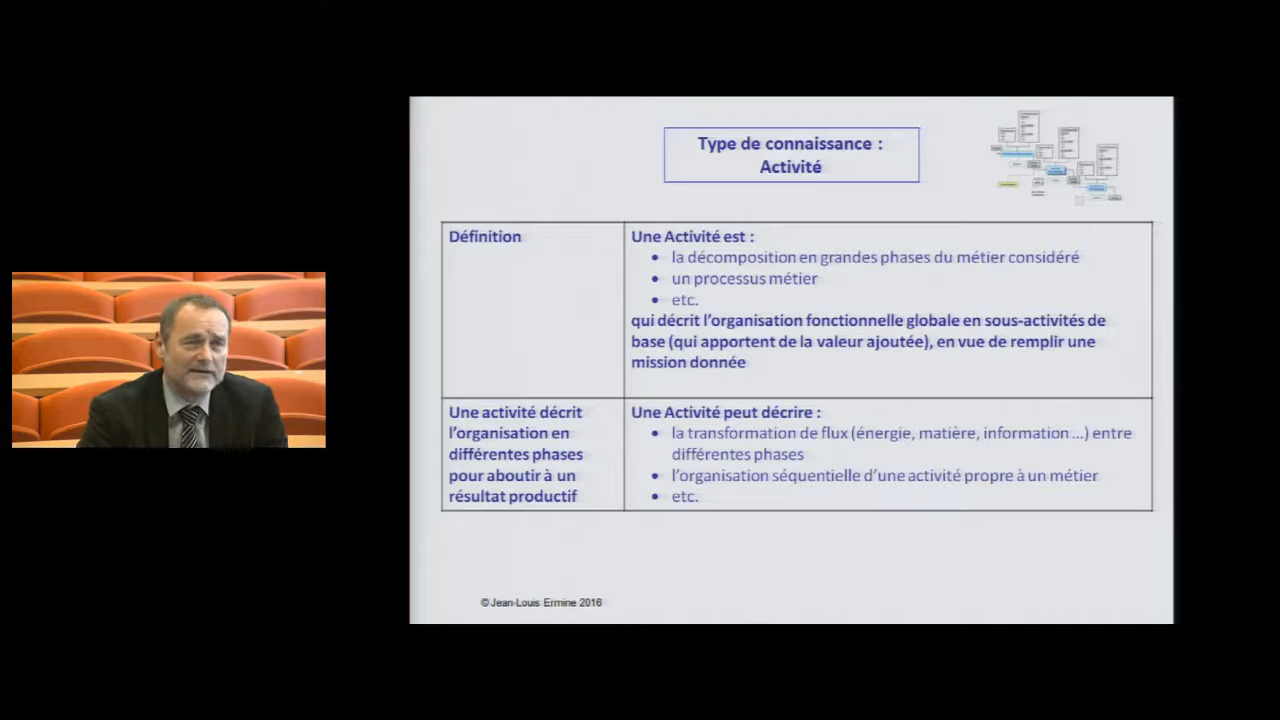 Type de connaissance :
Activité
Définition
Une Activité est :
• la décomposition en grandes phases du métier considéré
• un processus métier
• etc.
qui décrit l'organisation fonctionnelle globale en sous-activités de
base (qui apportent de la valeur ajoutée), en vue de remplir une
mission donnée
Une activité décrit
l'organisation en
différentes phases
pour aboutir à un
résultat productif
Une Activité peut décrire :
• la transformation de flux (énergie, matière, information ...) entre
différentes phases
• l'organisation séquentielle d'une activité propre à un métier
• etc.
© Jean-Louis Ermine 2016